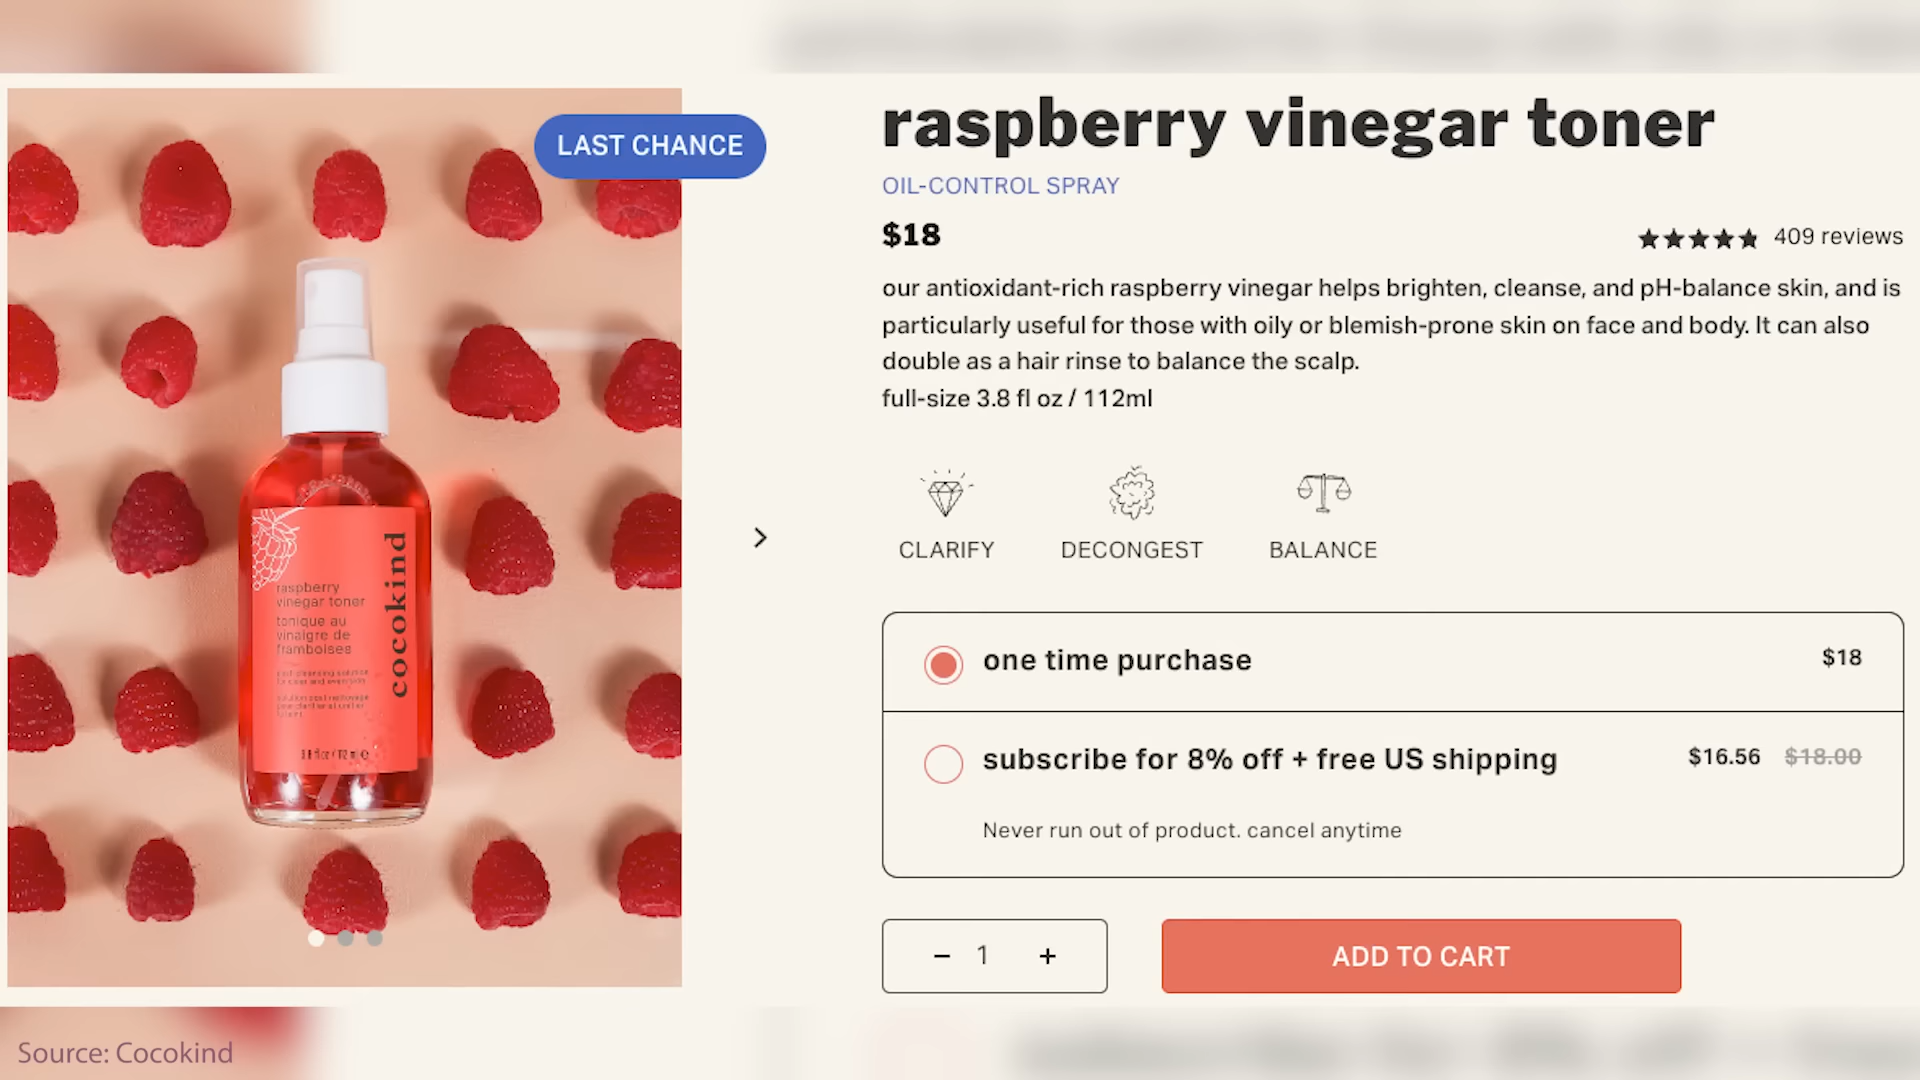 LAST CHANCE
raspberry
vinegar toner
tonique au
vinaigre de
framboises
cocokind
raspberry vinegar toner
OIL-CONTROL SPRAY
$18
409 reviews
our antioxidant-rich raspberry vinegar helps brighten, cleanse, and pH-balance skin, and is
particularly useful for those with oily or blemish-prone skin on face and body. It can also
double as a hair rinse to balance the scalp.
full-size 3.8 fl oz / 112ml
CLARIFY DECONGEST BALANCE
one time purchase $18
subscribe for 8% off + free US shipping $16.56 $18.00
Never run out of product. cancel anytime
− 1 +
ADD TO CART
Source: Cocokind